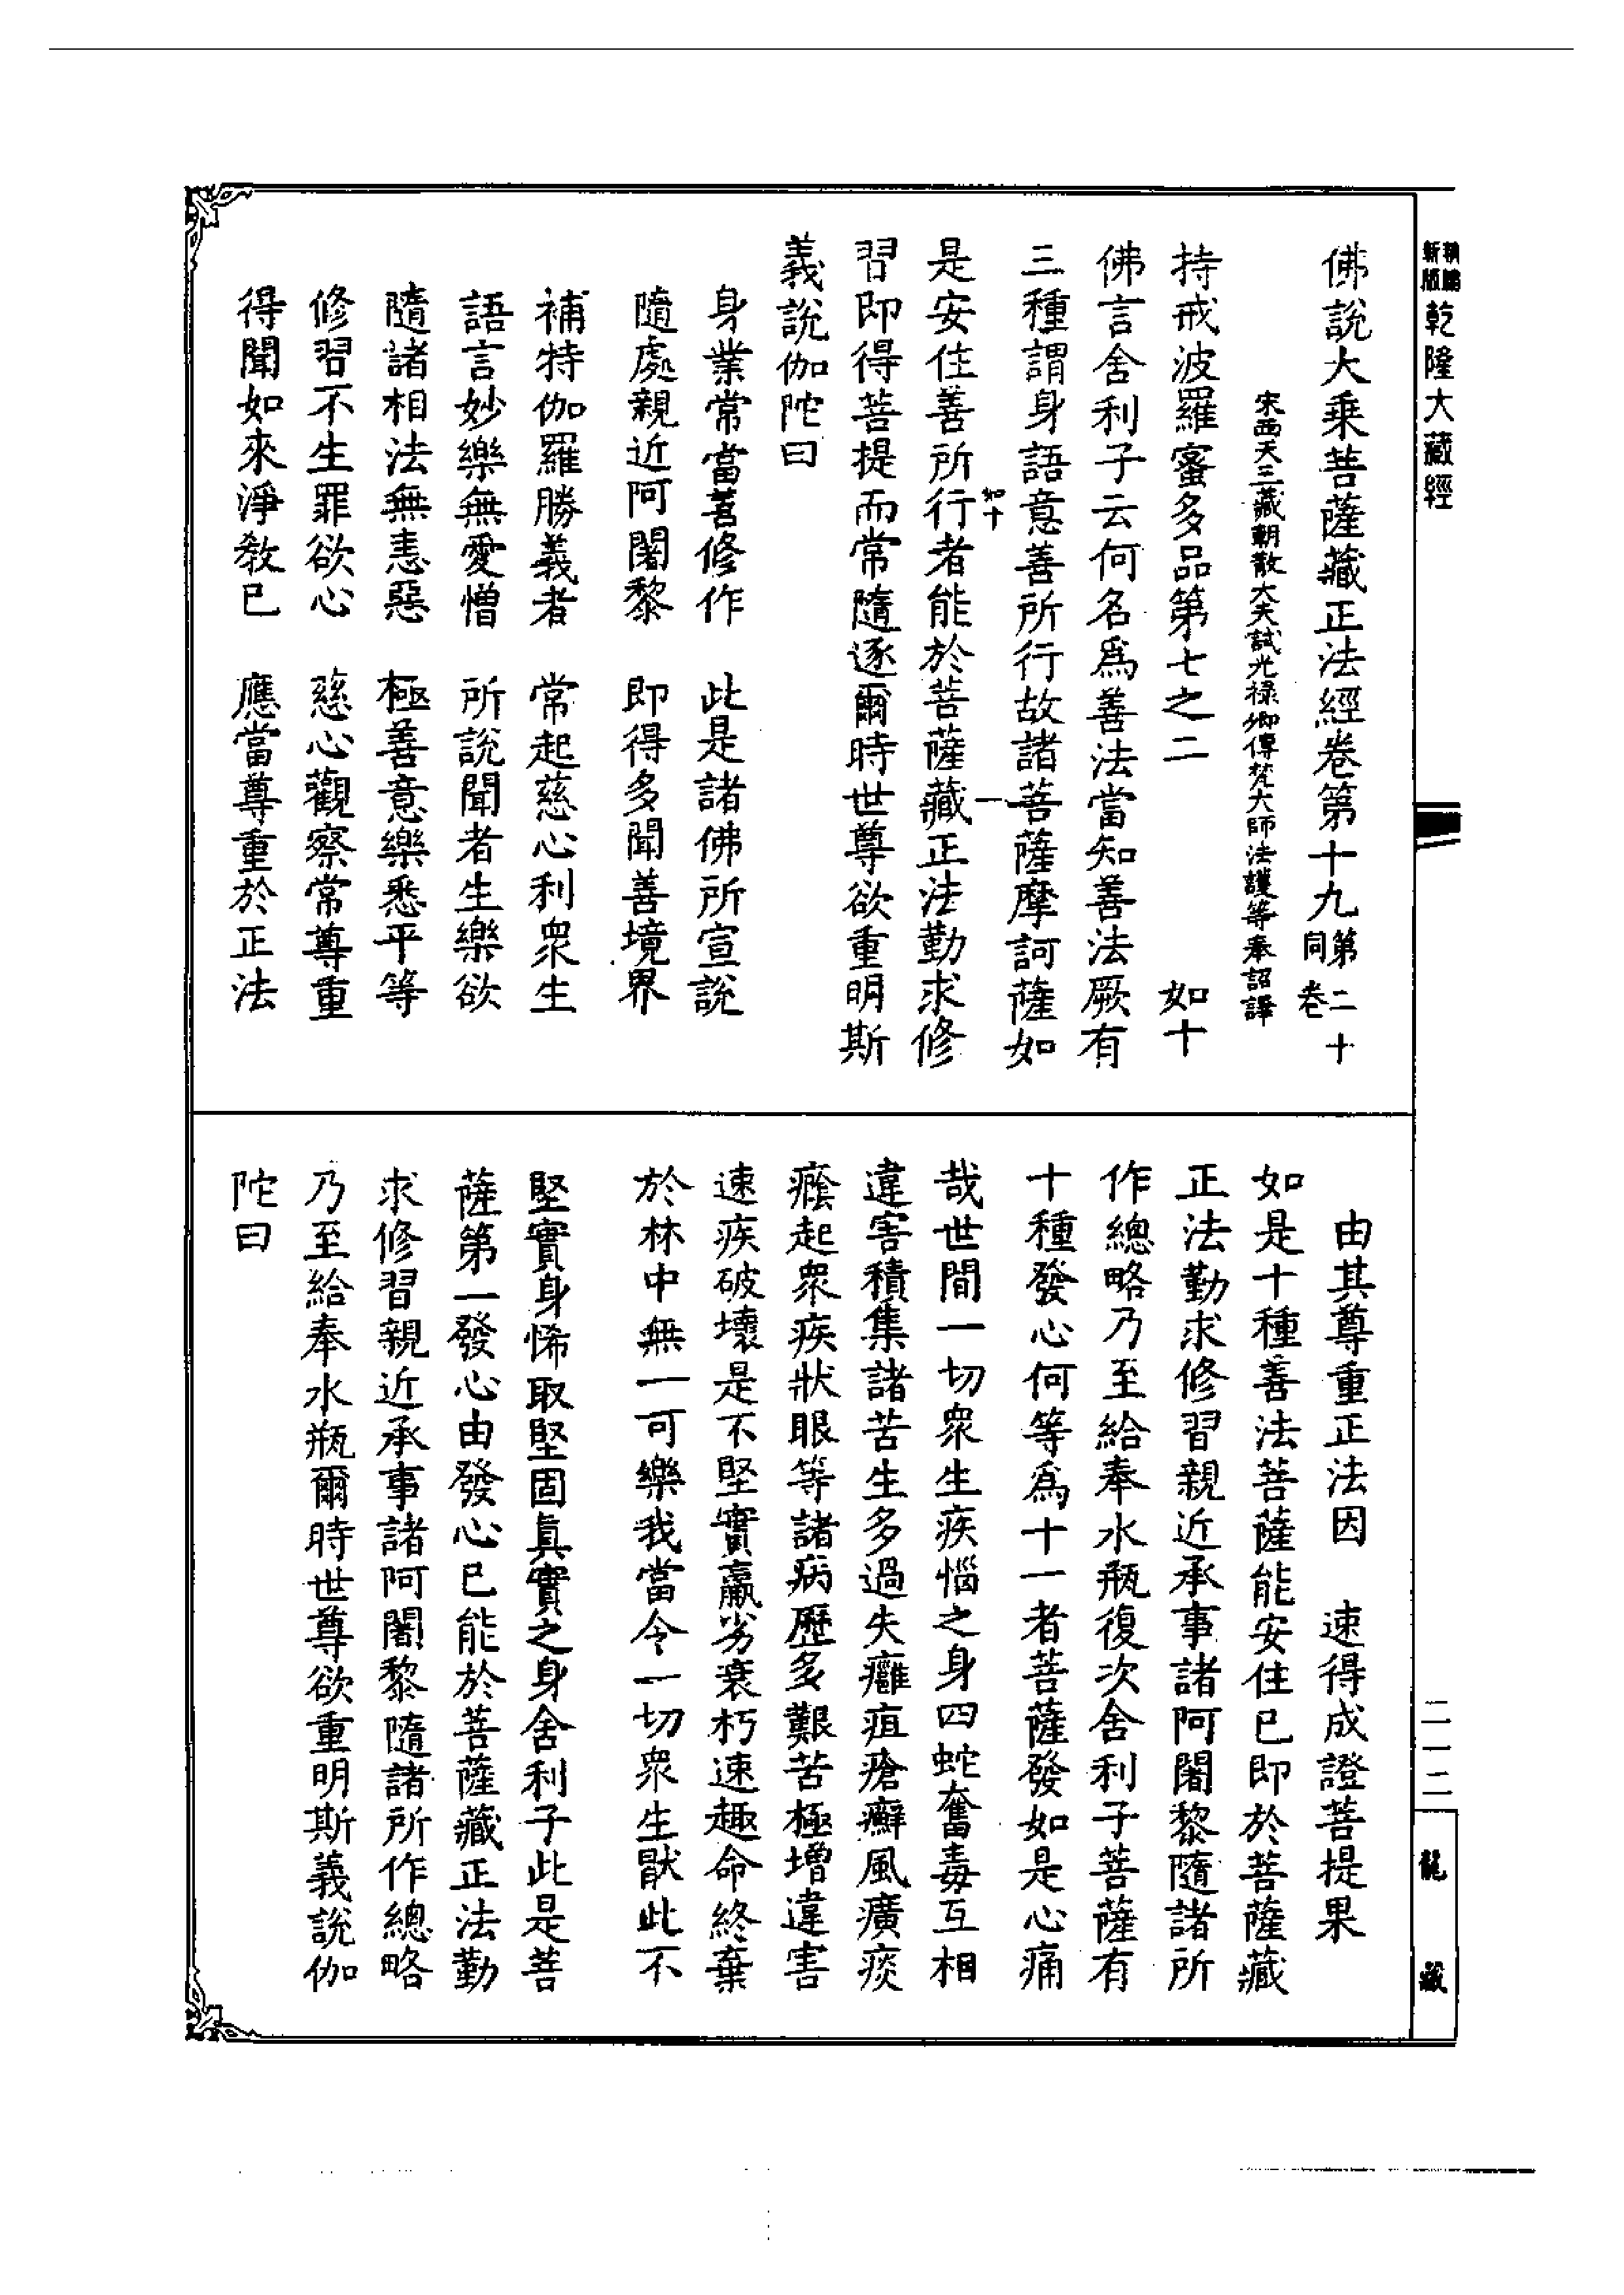 新版
乾隆大藏經
二一二
龍藏
佛說大乘菩薩藏正法經卷第十九第二十卷同
宋西天三藏朝散大夫試光祿卿傳梵大師法護等奉詔譯
持戒波羅蜜多品第七之二 如十
佛言舍利子云何名爲善法當知善法厥有
三種謂身語意善所行故諸菩薩摩訶薩如
如十 一
是安住善所行者能於菩薩藏正法勤求修
習即得菩提而常隨逐爾時世尊欲重明斯
義說伽陀曰
身業常當善修作 此是諸佛所宣說
隨處親近阿闍黎 即得多聞善境界
補特伽羅勝義者 常起慈心利衆生
語言妙樂無愛憎 所說聞者生樂欲
隨諸相法無恚惡 極善意樂悉平等
修習不生罪欲心 慈心觀察常尊重
得聞如來淨教已 應當尊重於正法
由其尊重正法因 速得成證菩提果
如是十種善法菩薩能安住已即於菩薩藏
正法勤求修習親近承事諸阿闍黎隨諸所
作總略乃至給奉水瓶復次舍利子菩薩有
十種發心何等爲十一者菩薩發如是心痛
哉世間一切衆生疾惱之身四蛇奮毒互相
違害積集諸苦生多過失癰疽瘡癬風癀痰
癊起衆疾狀眼等諸病歷多艱苦極增違害
速疾破壞是不堅實羸劣衰朽速趣命終棄
於林中無一可樂我當令一切衆生厭此不
堅實身悕取堅固眞實之身舍利子此是菩
薩第一發心由發心已能於菩薩藏正法勤
求修習親近承事諸阿闍黎隨諸所作總略
乃至給奉水瓶爾時世尊欲重明斯義說伽
陀曰